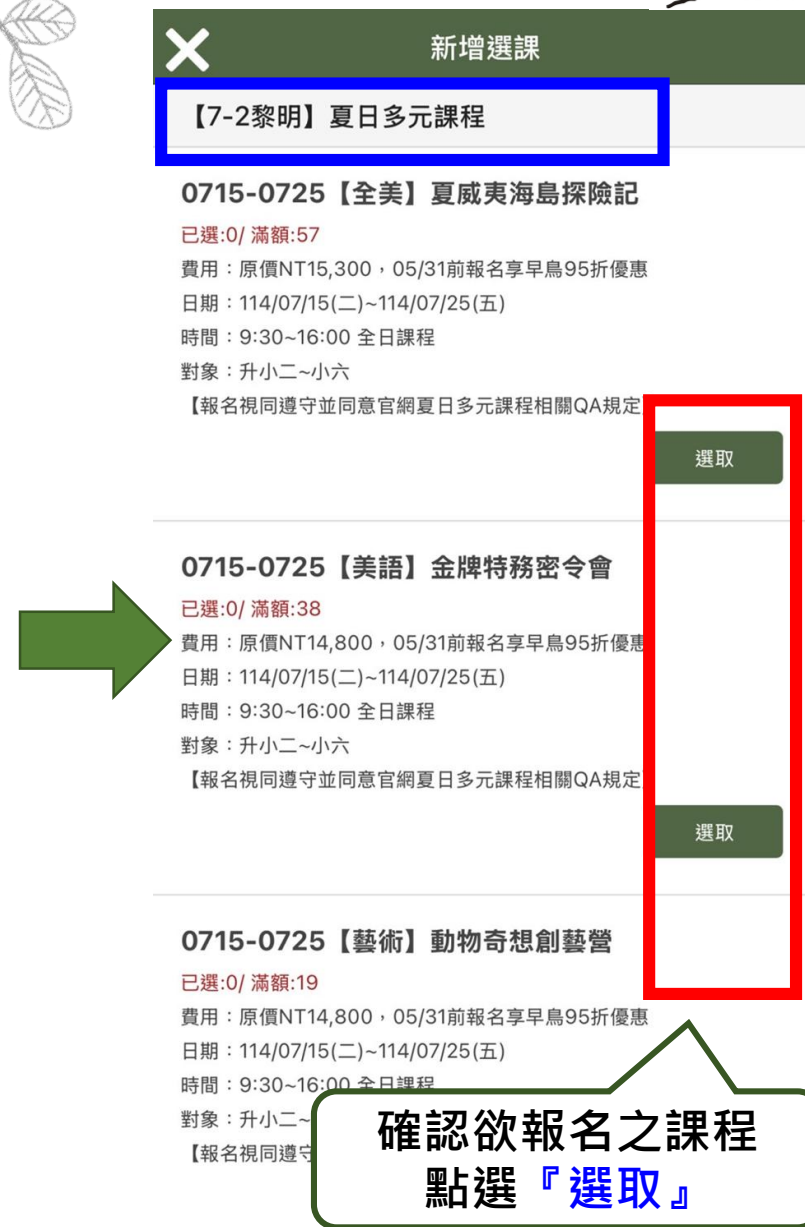 新增選課
【7-2黎明】夏日多元課程
0715-0725【全美】夏威夷海島探險記
已選:0/ 滿額:57
費用：原價NT15,300，05/31前報名享早鳥95折優惠
日期：114/07/15(二)~114/07/25(五)
時間：9:30~16:00 全日課程
對象：升小二~小六
【報名視同遵守並同意官網夏日多元課程相關QA規定
選取
0715-0725【美語】金牌特務密令會
已選:0/ 滿額:38
費用：原價NT14,800，05/31前報名享早鳥95折優惠
日期：114/07/15(二)~114/07/25(五)
時間：9:30~16:00 全日課程
對象：升小二~小六
【報名視同遵守並同意官網夏日多元課程相關QA規定
選取
0715-0725【藝術】動物奇想創藝營
已選:0/ 滿額:19
費用：原價NT14,800，05/31前報名享早鳥95折優惠
日期：114/07/15(二)~114/07/25(五)
時間：9:30~16:00 全日課程
對象：升小二~
【報名視同遵守
確認欲報名之課程
點選『選取』